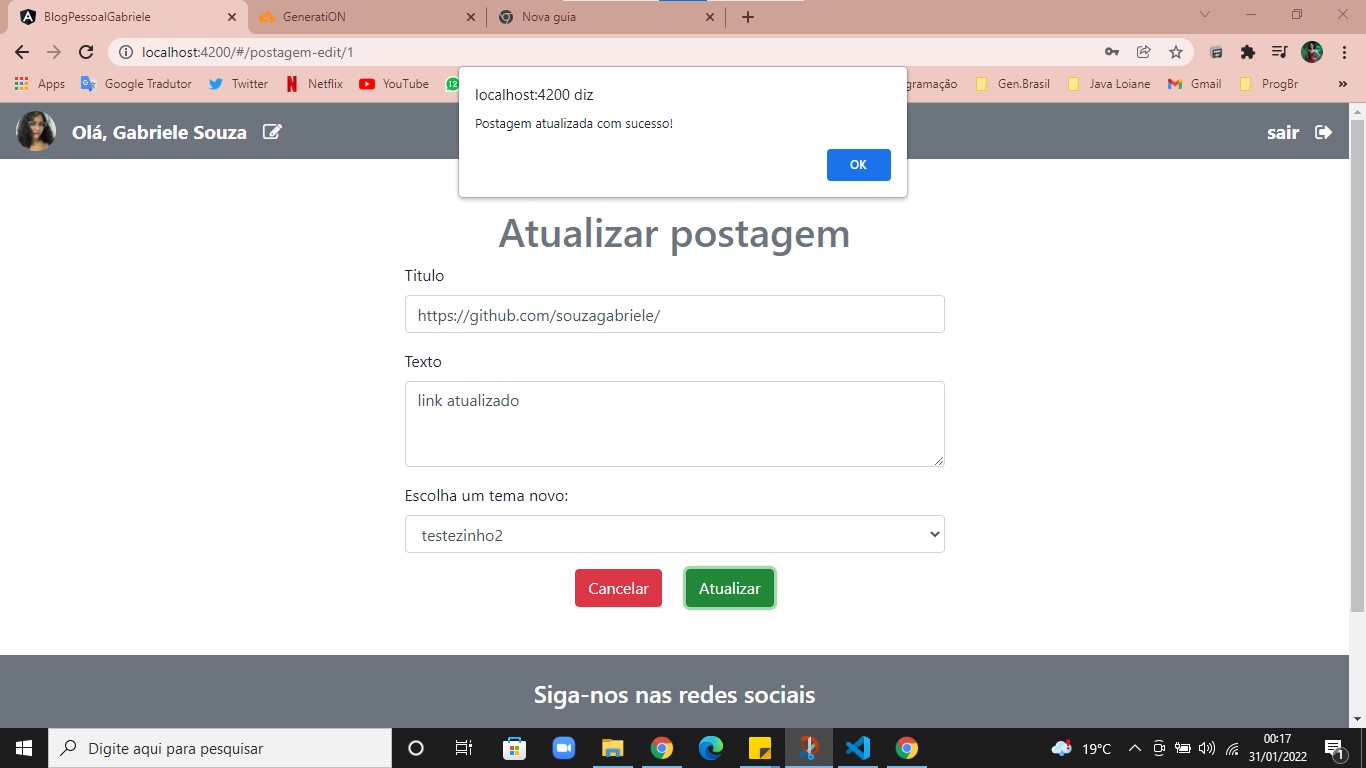 BlogPessoalGabriele
GeneratiON
Nova guia
localhost:4200/#/postagem-edit/1
Apps
Google Tradutor
Twitter
Netflix
YouTube
12
gramação
Gen.Brasil
Java Loiane
Gmail
ProgBr
localhost:4200 diz
Postagem atualizada com sucesso!
OK
Olá, Gabriele Souza
sair
Atualizar postagem
Titulo
https://github.com/souzagabriele/
Texto
link atualizado
Escolha um tema novo:
testezinho2
Cancelar
Atualizar
Siga-nos nas redes sociais
Digite aqui para pesquisar
19°C
00:17
31/01/2022
1